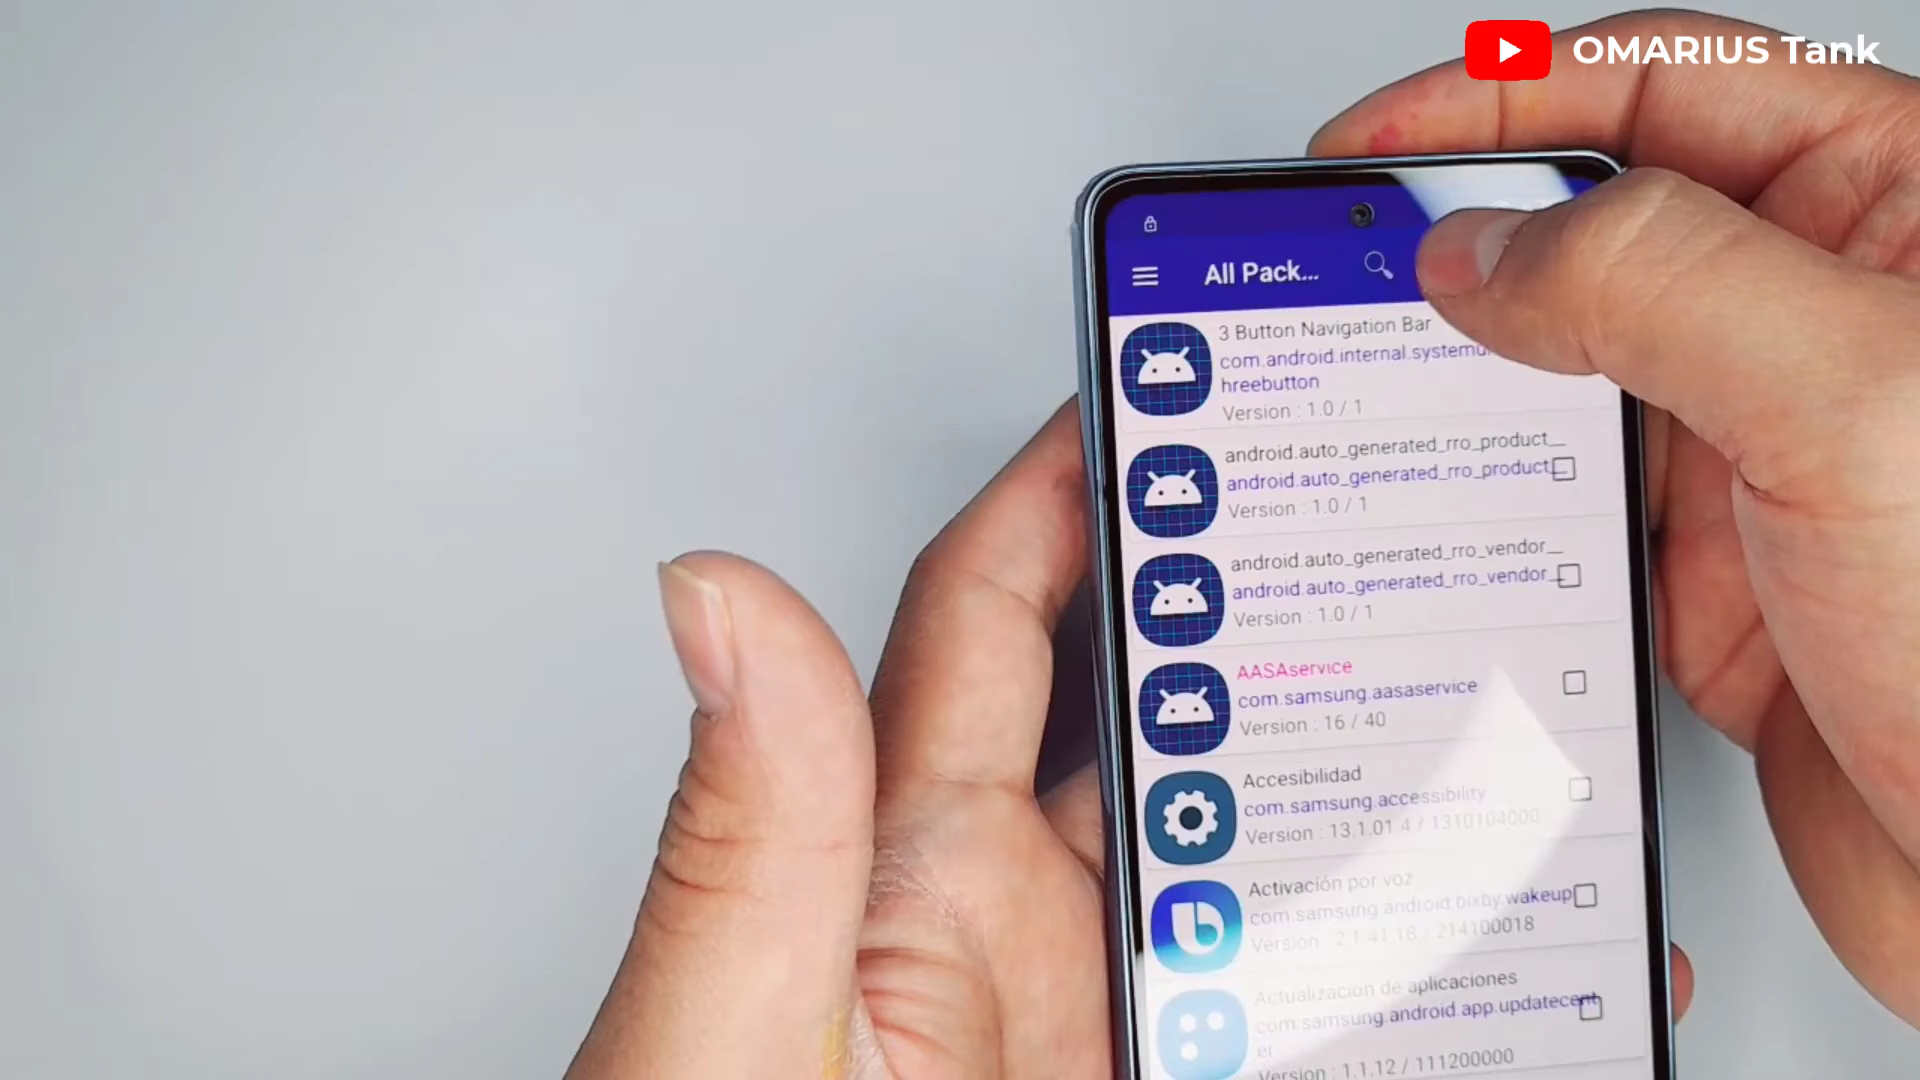 OMARIUS Tank
All Pack...
3 Button Navigation Bar
com.android.internal.systemu
hreebutton
Version : 1.0 / 1
android.auto_generated_rro_product__
android.auto_generated_rro_product__
Version : 1.0 / 1
android.auto_generated_rro_vendor__
android.auto_generated_rro_vendor__
Version : 1.0 / 1
AASAservice
com.samsung.aasaservice
Version : 16 / 40
Accesibilidad
com.samsung.accessibility
Version : 13.1.01.4 / 1310104000
Activación por voz
com.samsung.android.bixby.wakeup
Version : 2.1.41.18 / 214100018
Actualización de aplicaciones
com.samsung.android.app.updatecent
er
Version : 1.1.12 / 111200000